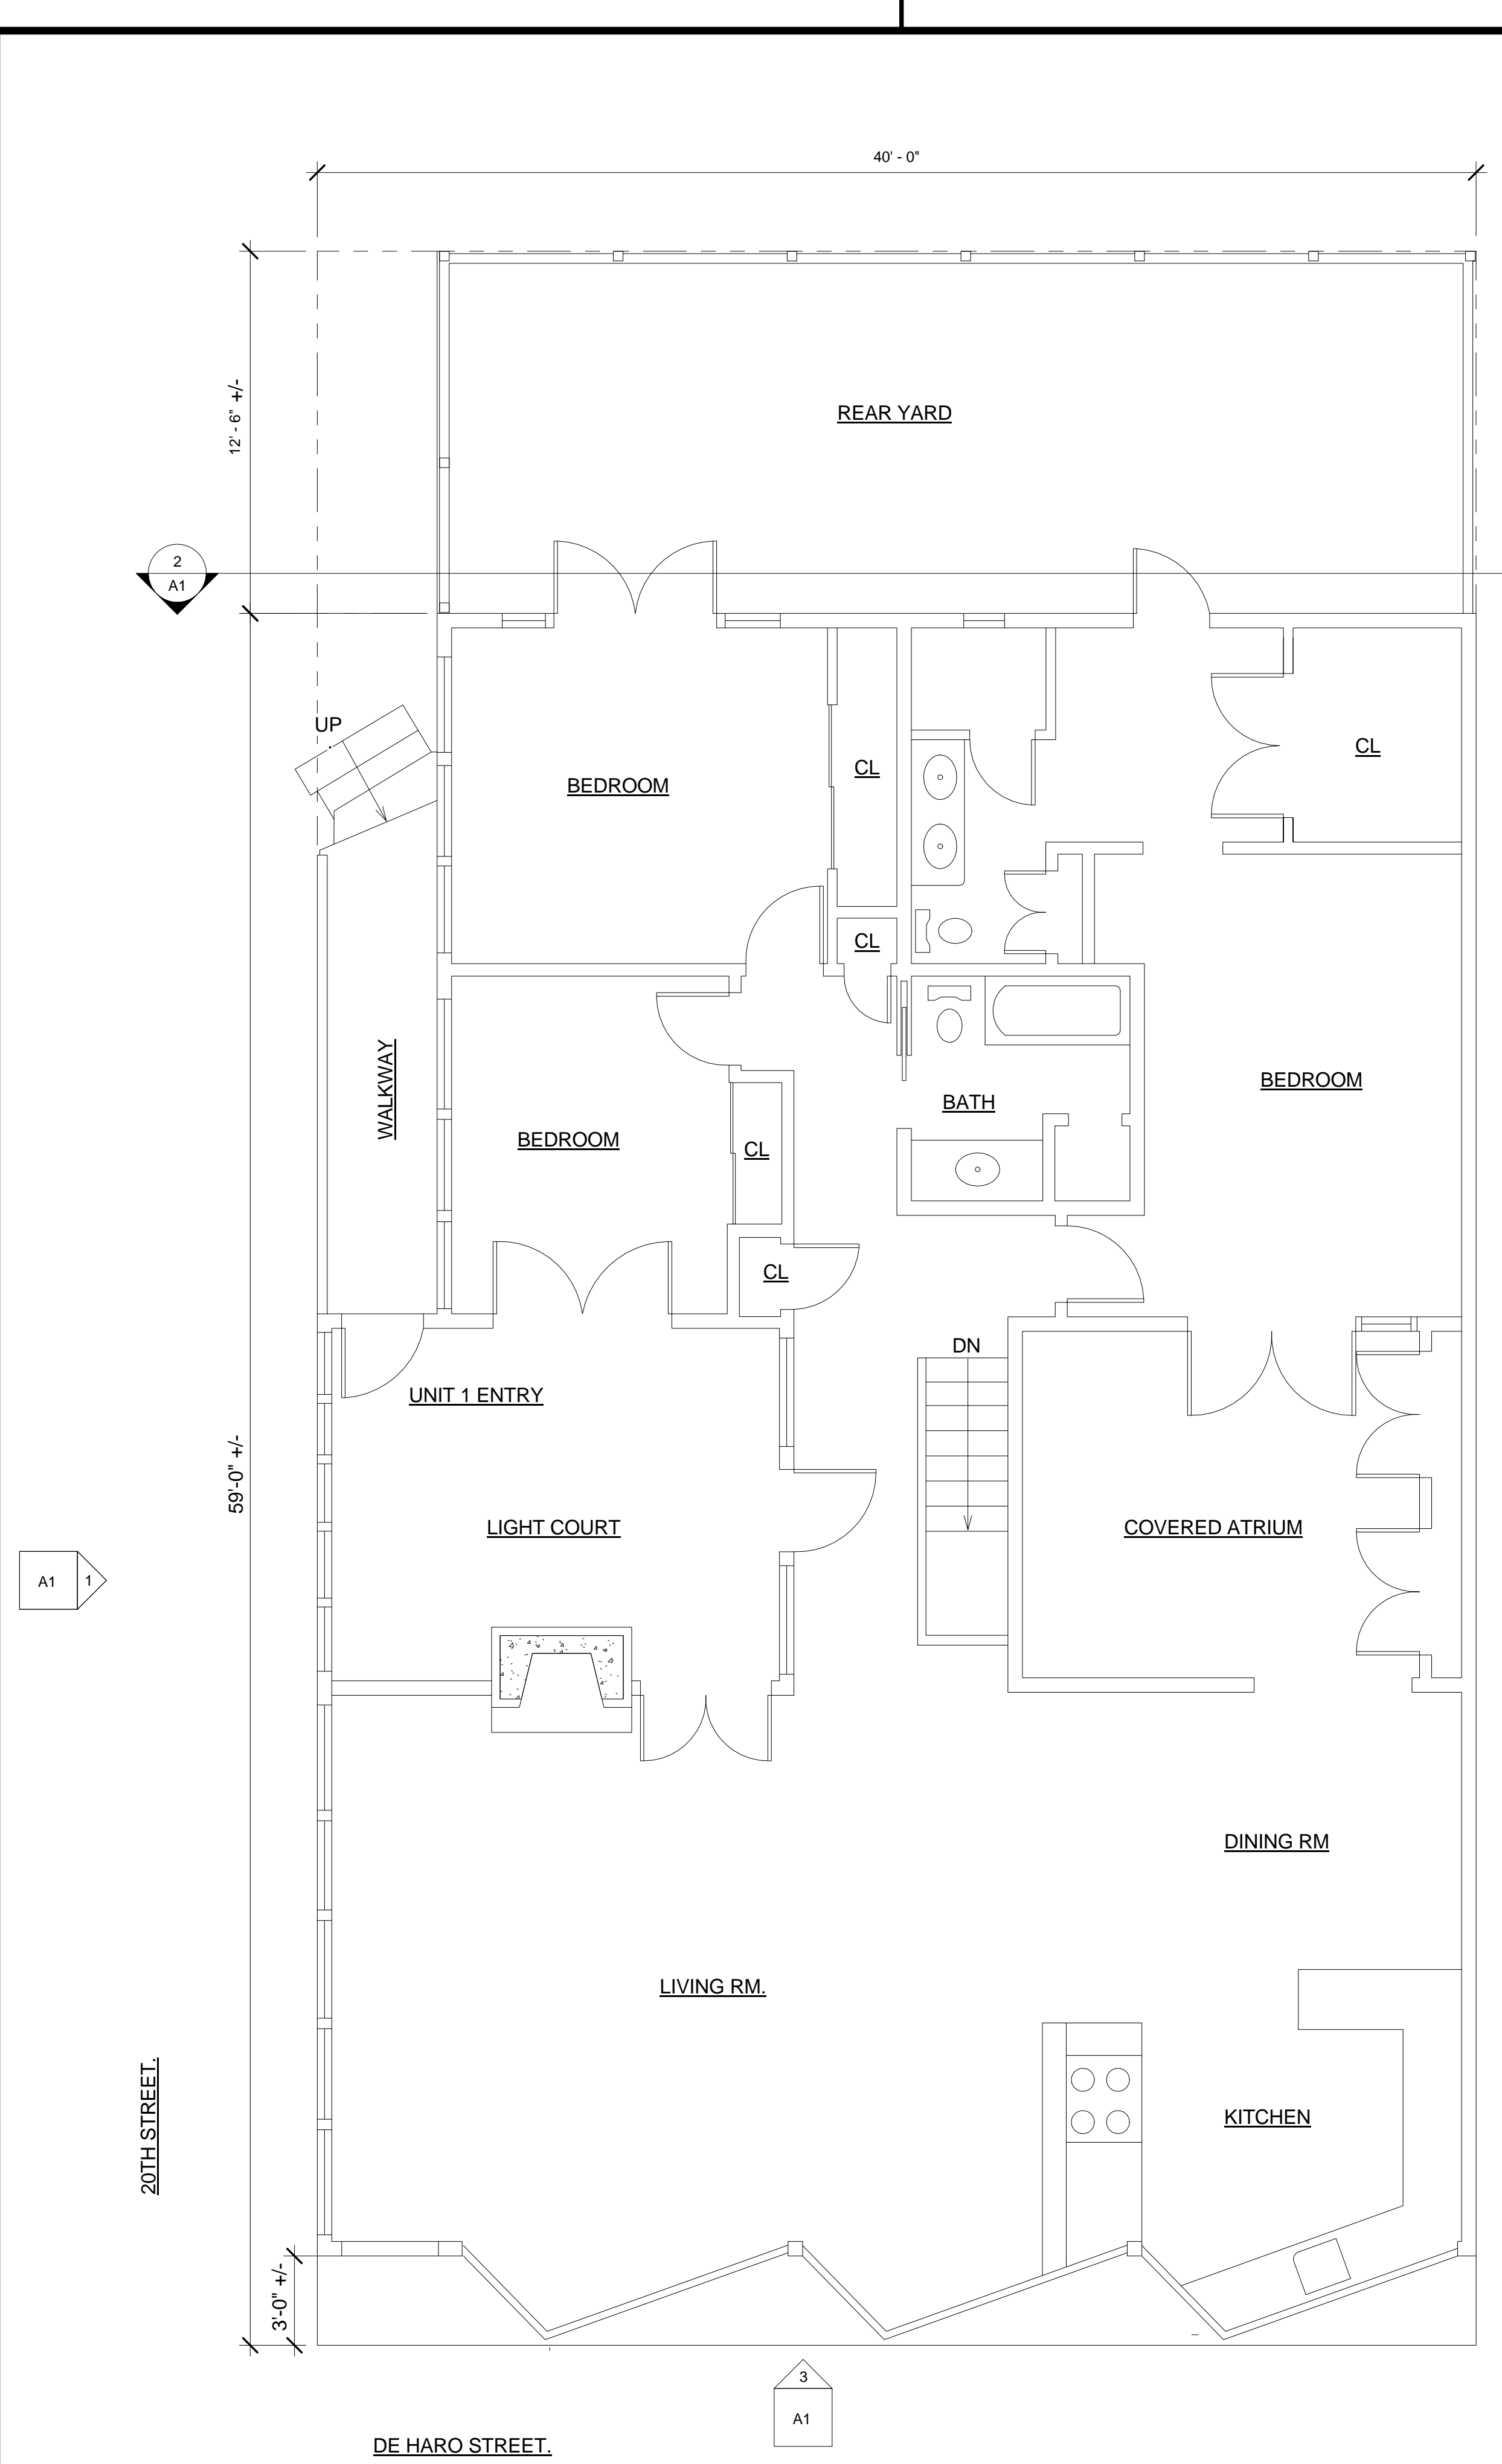 40' - 0"
12' - 6" +/-
REAR YARD
2
A1
UP
BEDROOM
CL
CL
CL
WALKWAY
BEDROOM
BATH
BEDROOM
CL
CL
DN
UNIT 1 ENTRY
59'-0" +/-
LIGHT COURT
COVERED ATRIUM
A1
1
DINING RM
LIVING RM.
20TH STREET.
KITCHEN
3'-0" +/-
3
A1
DE HARO STREET.